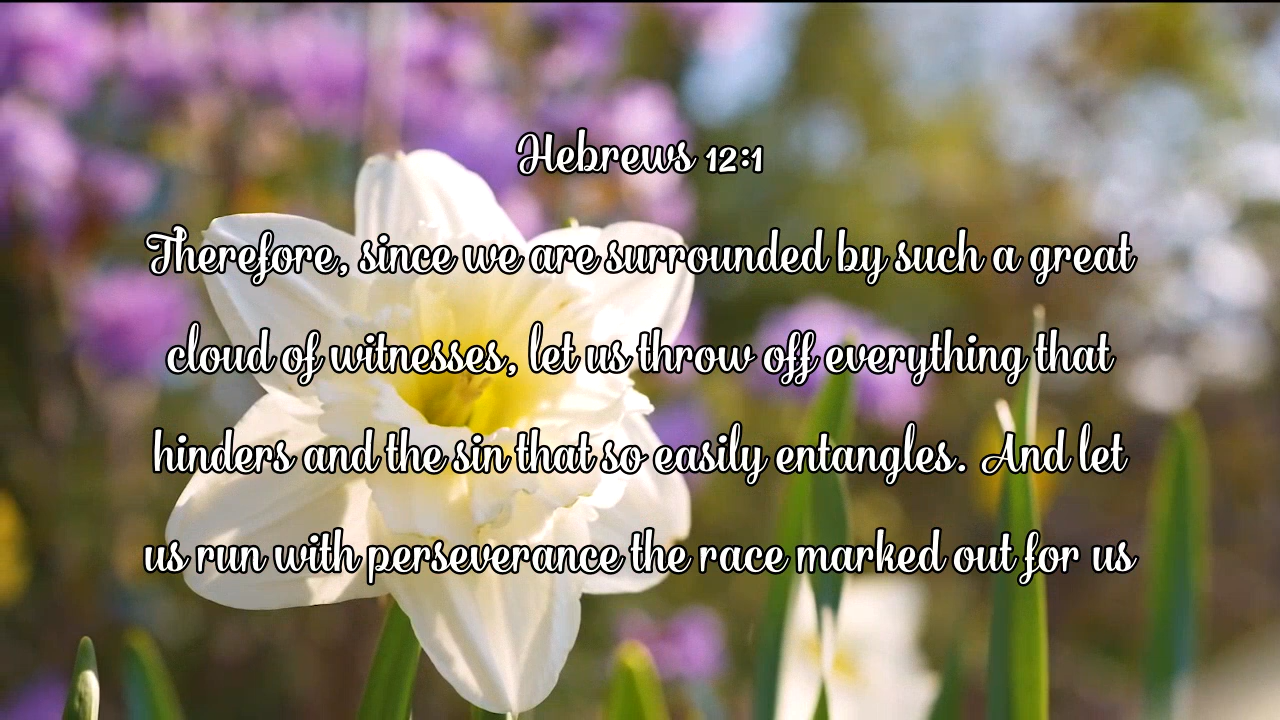 Hebrews 12:1
Therefore, since we are surrounded by such a great
cloud of witnesses, let us throw off everything that
hinders and the sin that so easily entangles. And let
us run with perseverance the race marked out for us